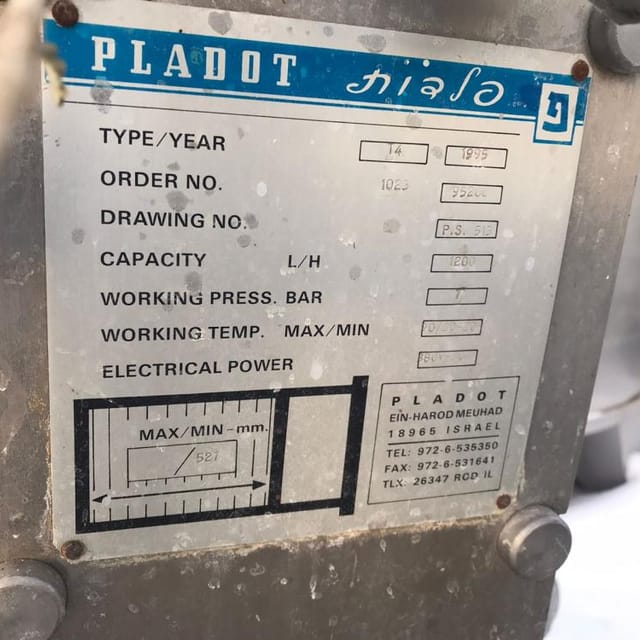 PLADOT פלדות פ
TYPE/YEAR 14 1995
ORDER NO. 1023
DRAWING NO. P.S.
CAPACITY L/H 1200
WORKING PRESS. BAR
WORKING TEMP. MAX/MIN
ELECTRICAL POWER
MAX/MIN-mm.
/527
PLADOT
EIN-HAROD MEUHAD
18965 ISRAEL
TEL: 972-6-535350
FAX: 972-6-531641
TLX: 26347 RCD IL